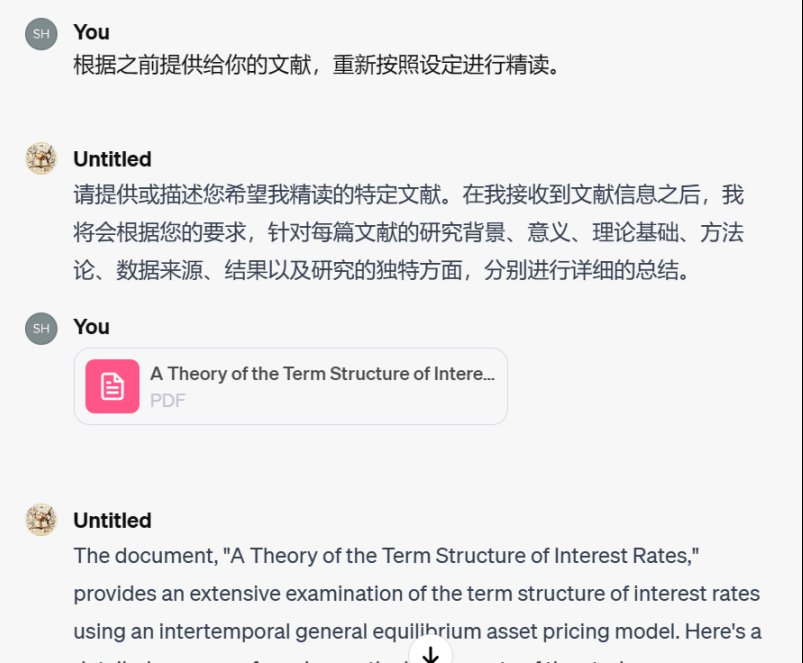 SH
You
根据之前提供给你的文献，重新按照设定进行精读。
Untitled
请提供或描述您希望我精读的特定文献。在我接收到文献信息之后，我
将会根据您的要求，针对每篇文献的研究背景、意义、理论基础、方法
论、数据来源、结果以及研究的独特方面，分别进行详细的总结。
SH
You
A Theory of the Term Structure of Intere...
PDF
Untitled
The document, "A Theory of the Term Structure of Interest Rates,"
provides an extensive examination of the term structure of interest rates
using an intertemporal general equilibrium asset pricing model. Here's a